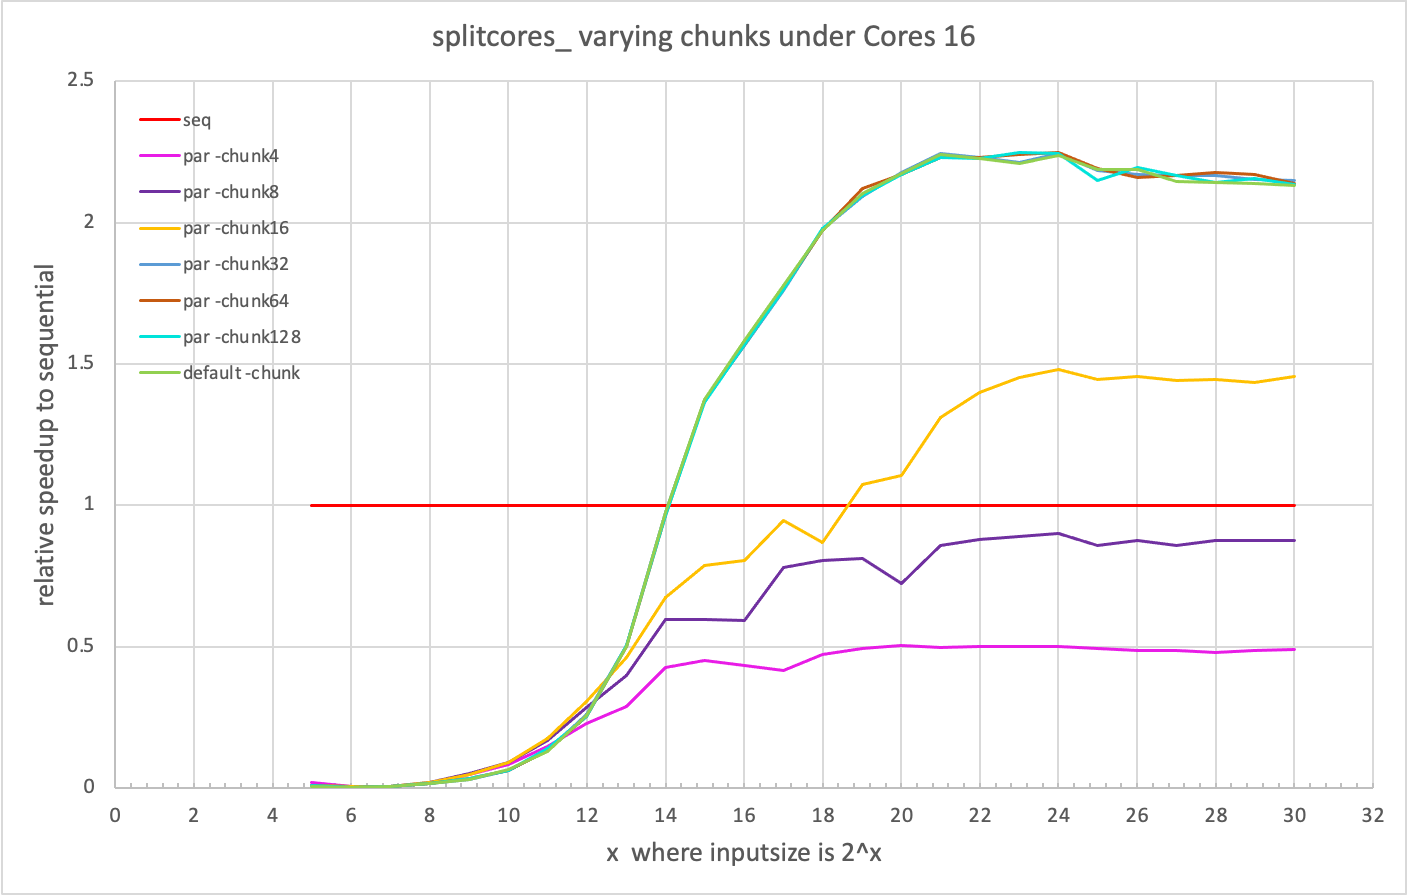 splitcores_ varying chunks under Cores 16
2.5
seq
par -chunk4
par -chunk8
par -chunk16
par -chunk32
par -chunk64
par -chunk128
default -chunk
2
1.5
1
0.5
0
relative speedup to sequential
0 2 4 6 8 10 12 14 16 18 20 22 24 26 28 30 32
x where inputsize is 2^x